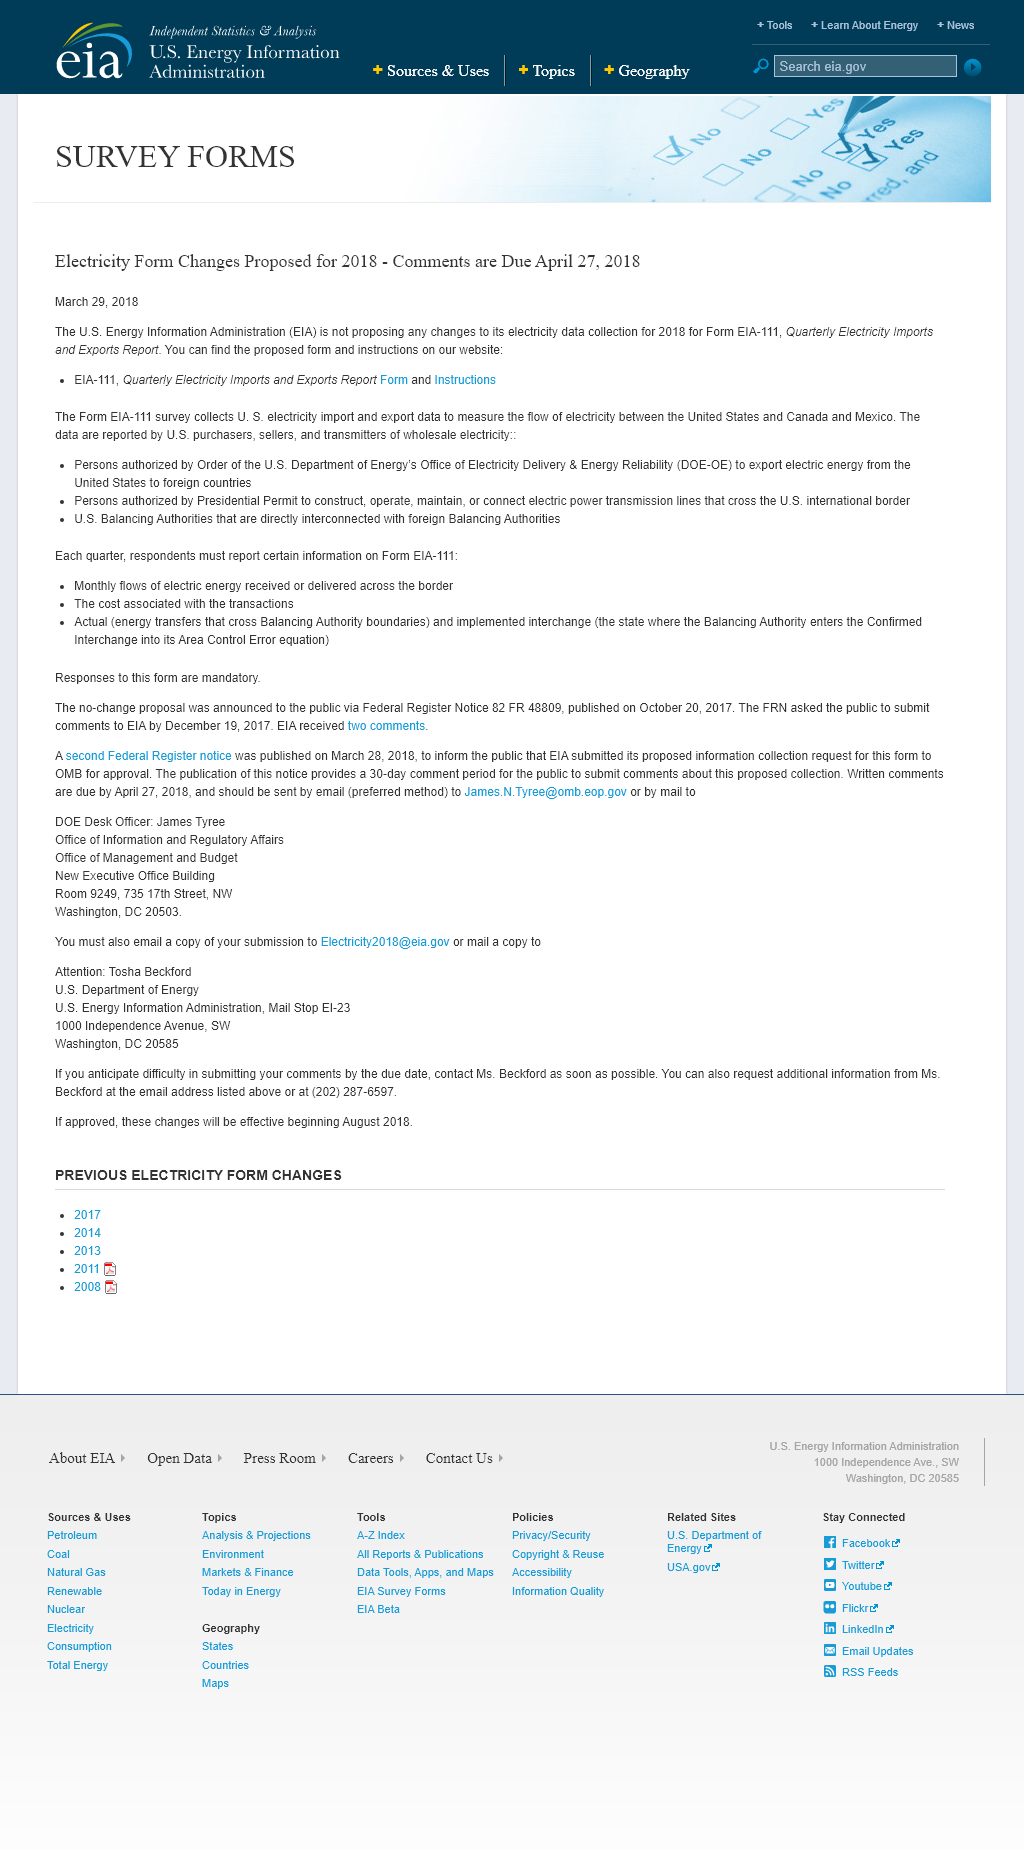 eia
Independent Statistics & Analysis
U.S. Energy Information
Administration
+ Sources & Uses
+ Topics
+ Geography
+ Tools
+ Learn About Energy
+ News
Search eia.gov
SURVEY FORMS
No
Yes
No
Yes
No
No
Electricity Form Changes Proposed for 2018 - Comments are Due April 27, 2018
March 29, 2018
The U.S. Energy Information Administration (EIA) is not proposing any changes to its electricity data collection for 2018 for Form EIA-111, Quarterly Electricity Imports
and Exports Report. You can find the proposed form and instructions on our website:
• EIA-111, Quarterly Electricity Imports and Exports Report Form and Instructions
The Form EIA-111 survey collects U. S. electricity import and export data to measure the flow of electricity between the United States and Canada and Mexico. The
data are reported by U.S. purchasers, sellers, and transmitters of wholesale electricity::
• Persons authorized by Order of the U.S. Department of Energy's Office of Electricity Delivery & Energy Reliability (DOE-OE) to export electric energy from the
United States to foreign countries
• Persons authorized by Presidential Permit to construct, operate, maintain, or connect electric power transmission lines that cross the U.S. international border
• U.S. Balancing Authorities that are directly interconnected with foreign Balancing Authorities
Each quarter, respondents must report certain information on Form EIA-111:
• Monthly flows of electric energy received or delivered across the border
• The cost associated with the transactions
• Actual (energy transfers that cross Balancing Authority boundaries) and implemented interchange (the state where the Balancing Authority enters the Confirmed
Interchange into its Area Control Error equation)
Responses to this form are mandatory.
The no-change proposal was announced to the public via Federal Register Notice 82 FR 48809, published on October 20, 2017. The FRN asked the public to submit
comments to EIA by December 19, 2017. EIA received two comments.
A second Federal Register notice was published on March 28, 2018, to inform the public that EIA submitted its proposed information collection request for this form to
OMB for approval. The publication of this notice provides a 30-day comment period for the public to submit comments about this proposed collection. Written comments
are due by April 27, 2018, and should be sent by email (preferred method) to James.N.Tyree@omb.eop.gov or by mail to
DOE Desk Officer: James Tyree
Office of Information and Regulatory Affairs
Office of Management and Budget
New Executive Office Building
Room 9249, 735 17th Street, NW
Washington, DC 20503.
You must also email a copy of your submission to Electricity2018@eia.gov or mail a copy to
Attention: Tosha Beckford
U.S. Department of Energy
U.S. Energy Information Administration, Mail Stop EI-23
1000 Independence Avenue, SW
Washington, DC 20585
If you anticipate difficulty in submitting your comments by the due date, contact Ms. Beckford as soon as possible. You can also request additional information from Ms.
Beckford at the email address listed above or at (202) 287-6597.
If approved, these changes will be effective beginning August 2018.
PREVIOUS ELECTRICITY FORM CHANGES
• 2017
• 2014
• 2013
• 2011
• 2008
About EIA
Open Data
Press Room
Careers
Contact Us
U.S. Energy Information Administration
1000 Independence Ave., SW
Washington, DC 20585
Sources & Uses
Petroleum
Coal
Natural Gas
Renewable
Nuclear
Electricity
Consumption
Total Energy
Topics
Analysis & Projections
Environment
Markets & Finance
Today in Energy
Geography
States
Countries
Maps
Tools
A-Z Index
All Reports & Publications
Data Tools, Apps, and Maps
EIA Survey Forms
EIA Beta
Policies
Privacy/Security
Copyright & Reuse
Accessibility
Information Quality
Related Sites
U.S. Department of
Energy
USA.gov
Stay Connected
Facebook
Twitter
Youtube
Flickr
LinkedIn
Email Updates
RSS Feeds